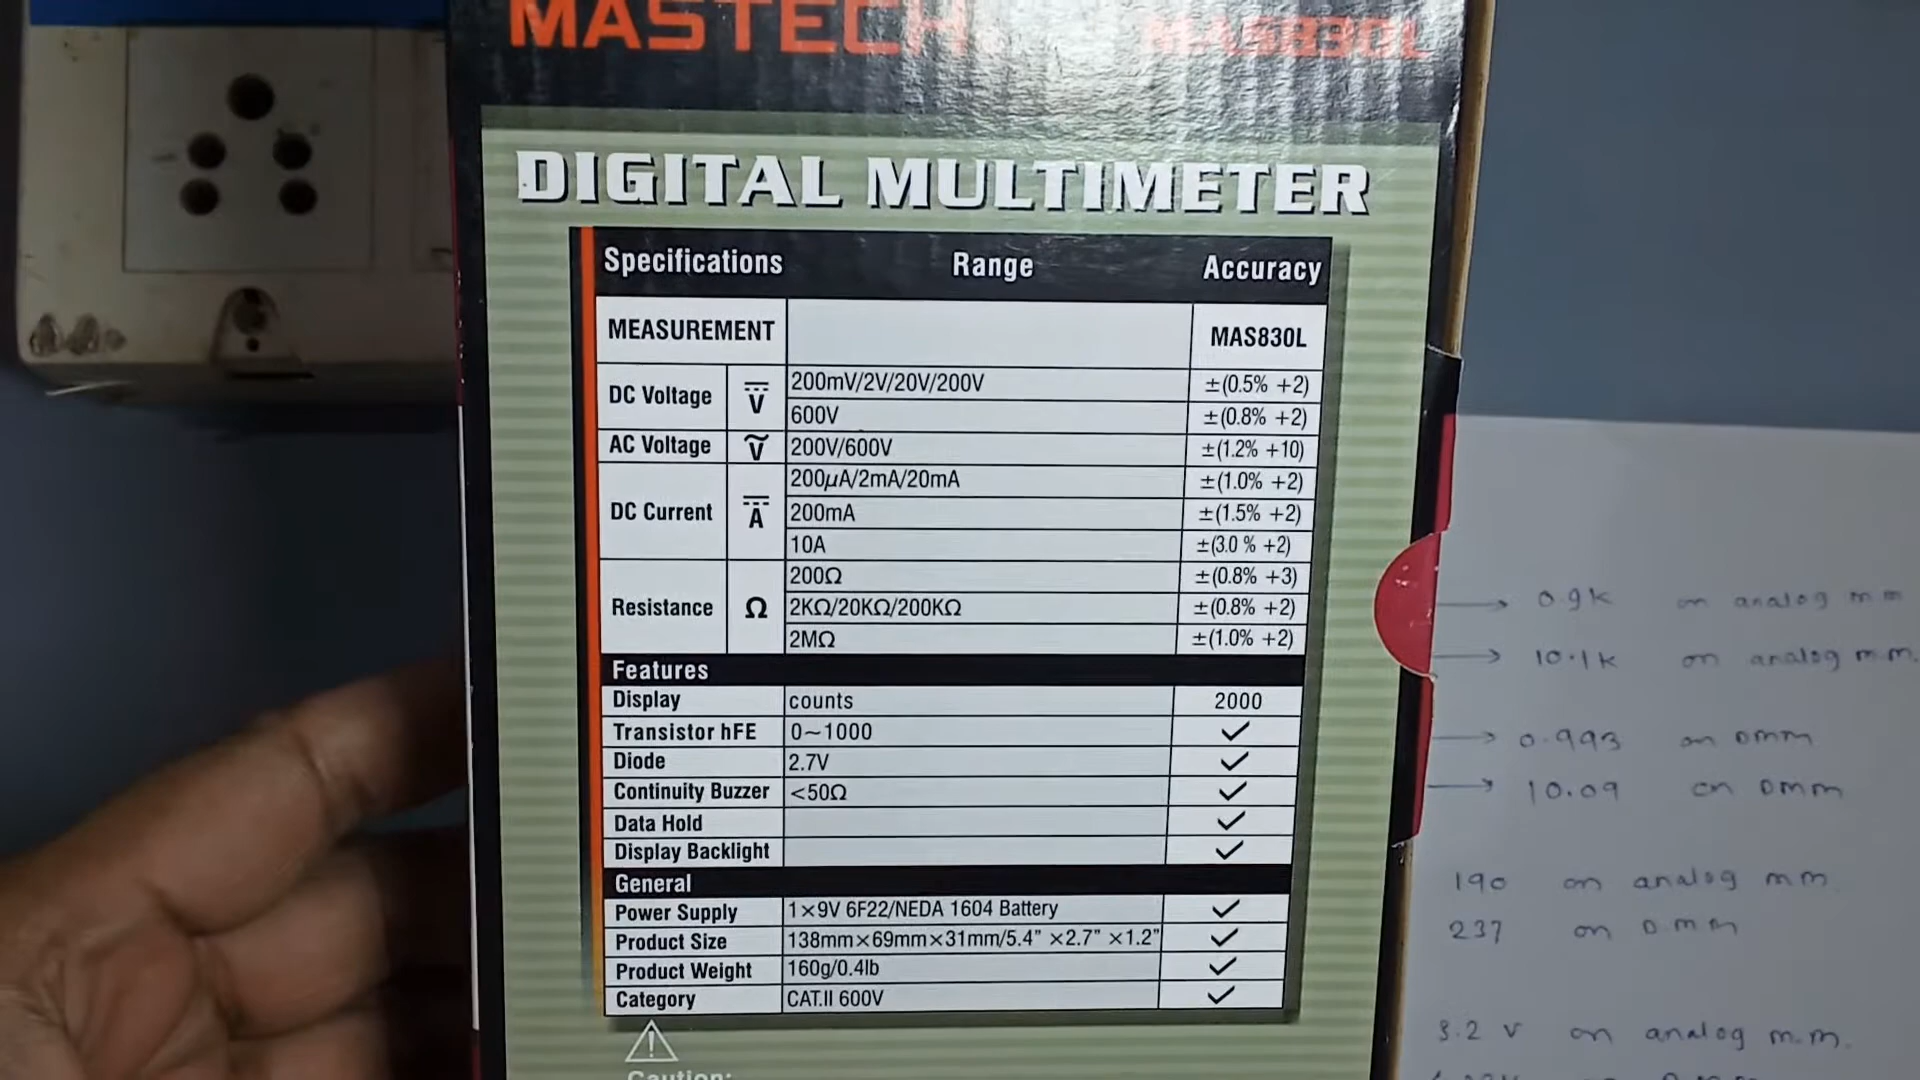 MASTECH
MAS830L
DIGITAL MULTIMETER
Specifications Range Accuracy
MEASUREMENT MAS830L
DC Voltage V 200mV/2V/20V/200V ±(0.5% +2)
600V ±(0.8% +2)
AC Voltage V 200V/600V ±(1.2% +10)
DC Current A 200μA/2mA/20mA ±(1.0% +2)
200mA ±(1.5% +2)
10A ±(3.0 % +2)
Resistance Ω 200Ω ±(0.8% +3)
2KΩ/20KΩ/200KΩ ±(0.8% +2)
2MΩ ±(1.0% +2)
Features
Display counts 2000
Transistor hFE 0~1000 ✓
Diode 2.7V ✓
Continuity Buzzer <50Ω ✓
Data Hold ✓
Display Backlight ✓
General
Power Supply 1×9V 6F22/NEDA 1604 Battery ✓
Product Size 138mm×69mm×31mm/5.4" ×2.7" ×1.2" ✓
Product Weight 160g/0.4lb ✓
Category CAT.II 600V ✓
Caution:
→ 0.9K on analog mm
→ 10.1K on analog m.m.
→ 0.993 on Dmm
→ 10.09 on Dmm
190 on analog mm
237 on Dmm
3.2 V on analog m.m.